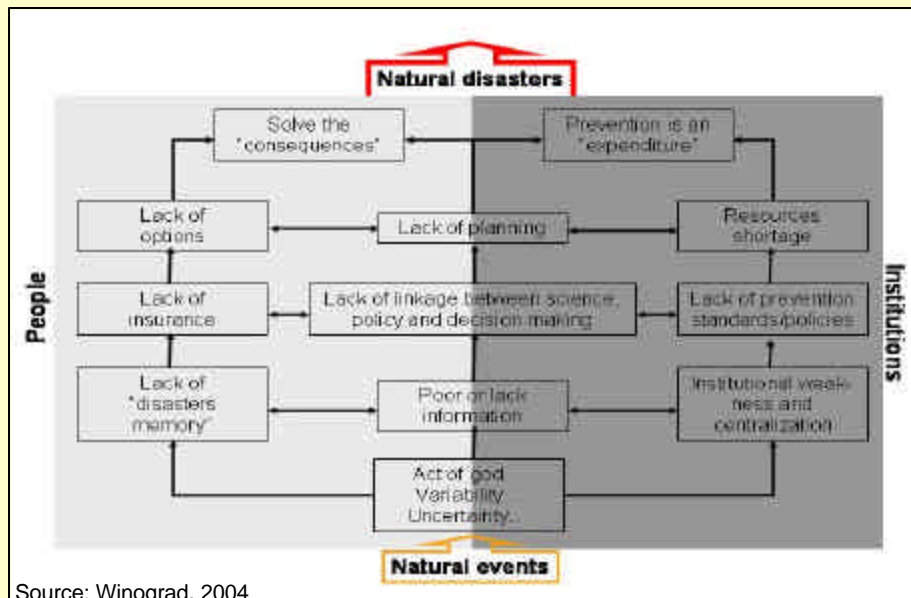 Natural disasters
Solve the
"consequences"
Prevention is an
"expenditure"
Lack of
options
Lack of planning
Resources
shortage
People
Institutions
Lack of
insurance
Lack of linkage between science,
policy and decision making
Lack of prevention
standards/policies
Lack of
"disasters
memory"
Poor or lack
information
Institutional weak-
ness and
centralization
Act of god
Variability
Uncertainty...
Natural events
Source: Winograd, 2004